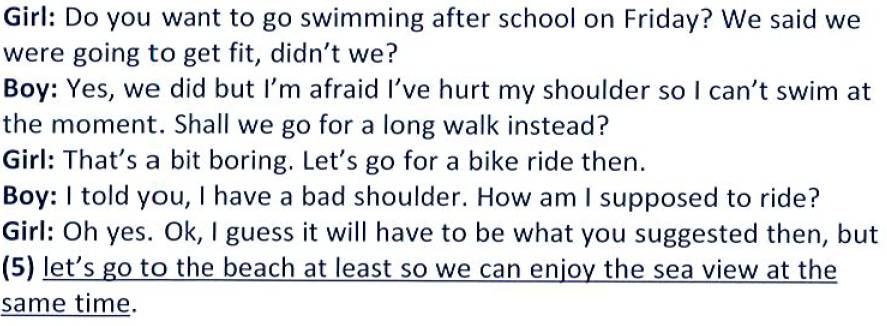 Girl: Do you want to go swimming after school on Friday? We said we
were going to get fit, didn't we?
Boy: Yes, we did but I'm afraid I've hurt my shoulder so I can't swim at
the moment. Shall we go for a long walk instead?
Girl: That's a bit boring. Let's go for a bike ride then.
Boy: I told you, I have a bad shoulder. How am I supposed to ride?
Girl: Oh yes. Ok, I guess it will have to be what you suggested then, but
(5) let's go to the beach at least so we can enjoy the sea view at the
same time.